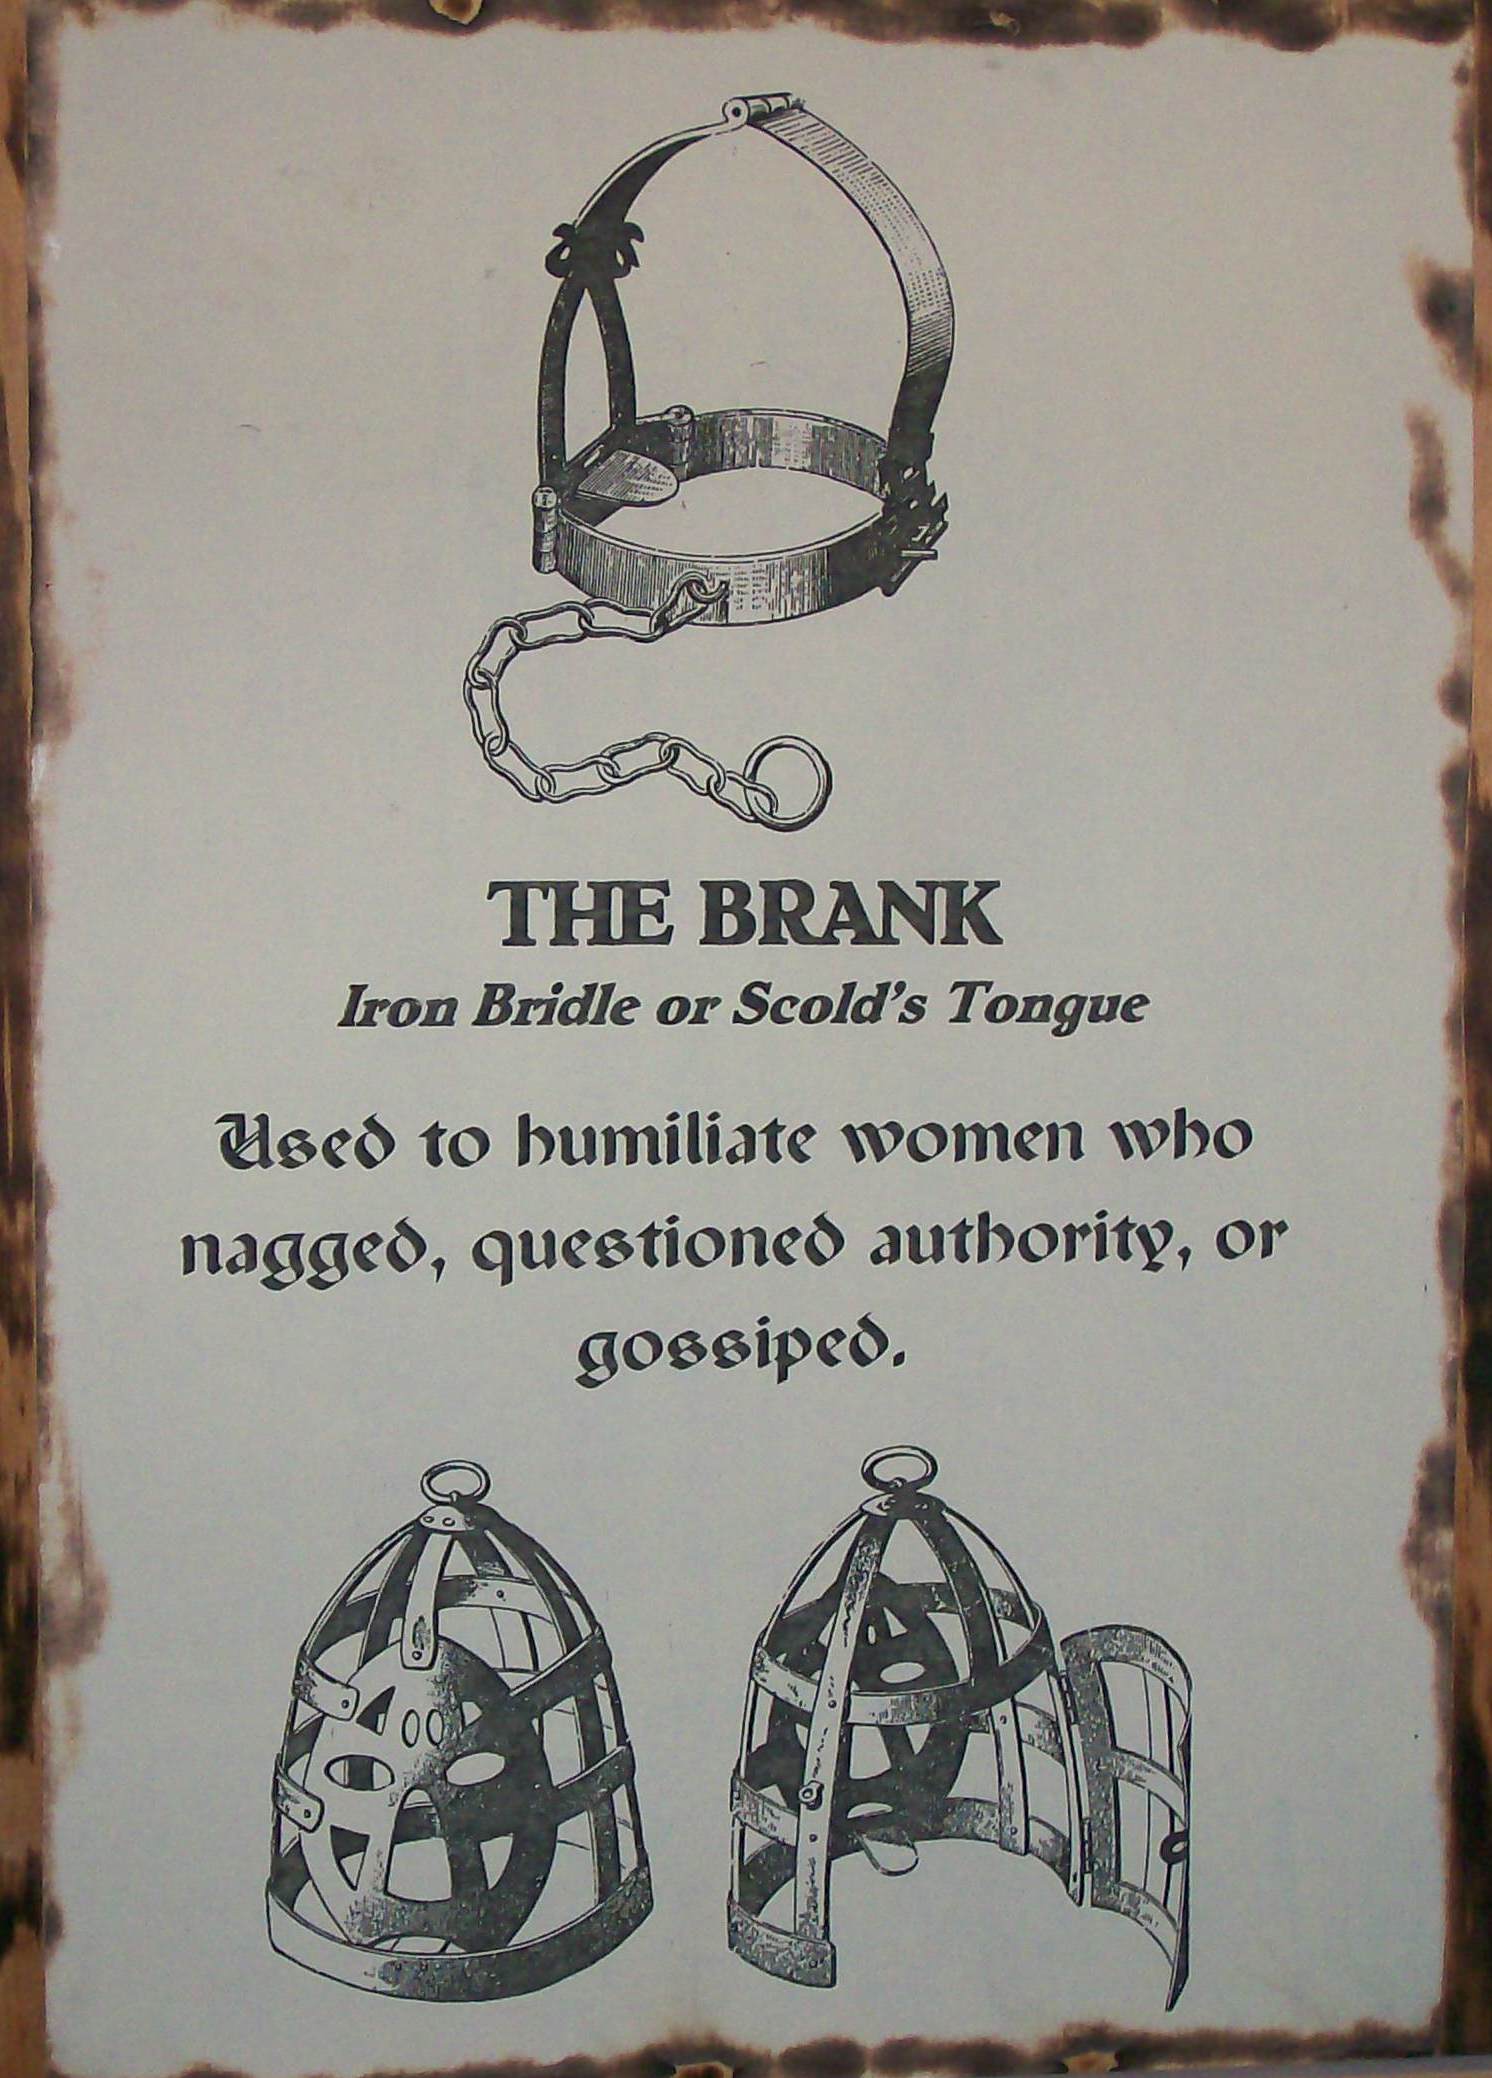 THE BRANK
Iron Bridle or Scold's Tongue
Used to humiliate women who
nagged, questioned authority, or
gossiped.